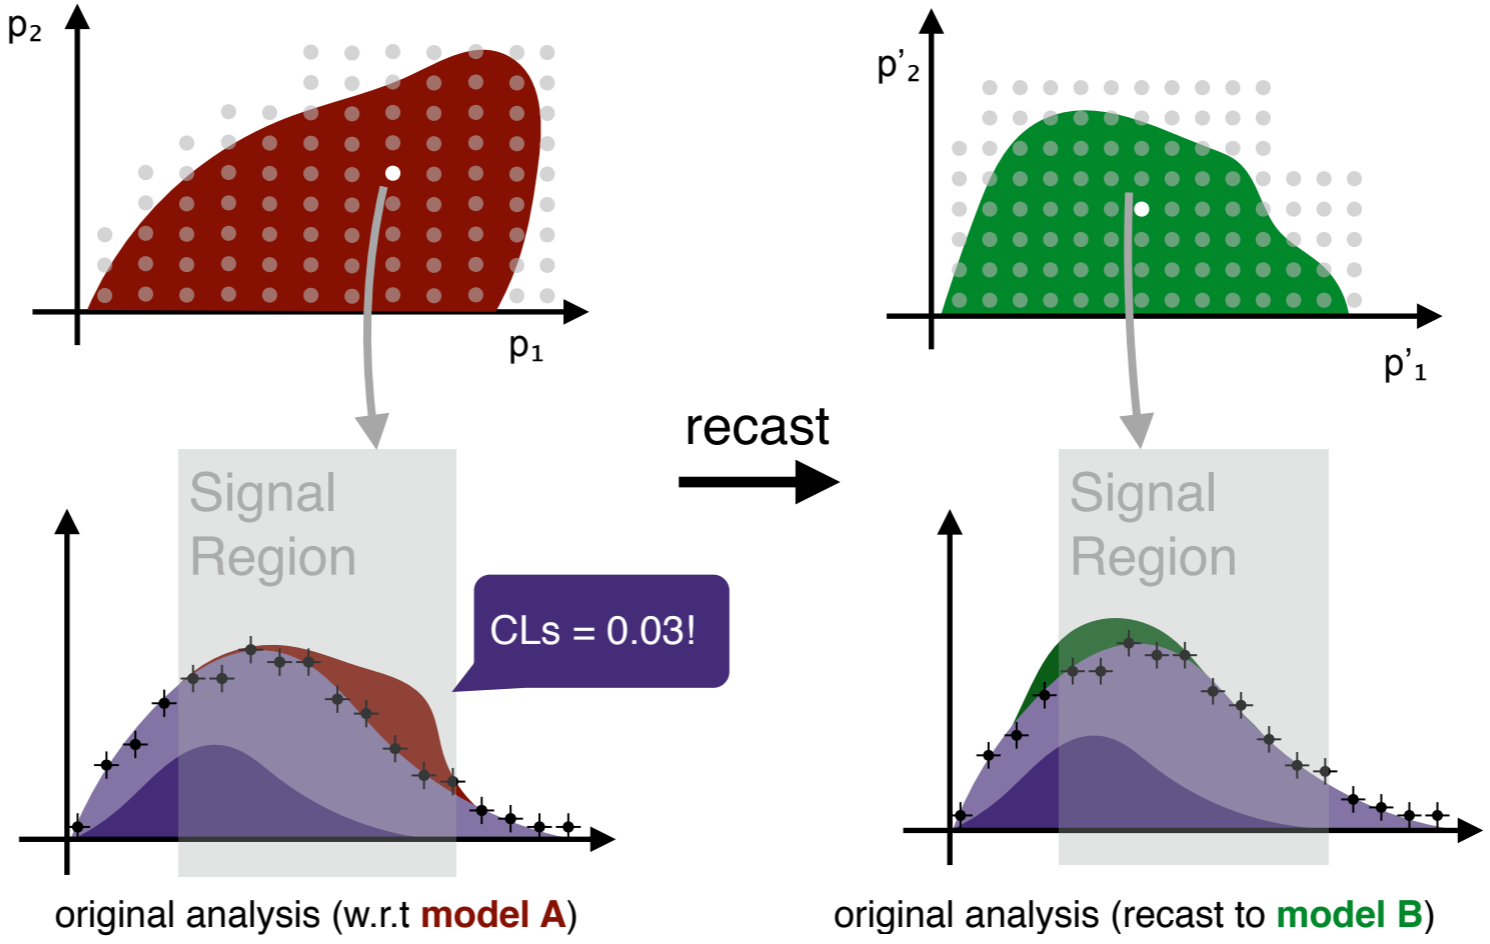 p₂
p'₂
p₁
p'₁
recast
Signal
Region
Signal
Region
CLs = 0.03!
original analysis (w.r.t model A)
original analysis (recast to model B)